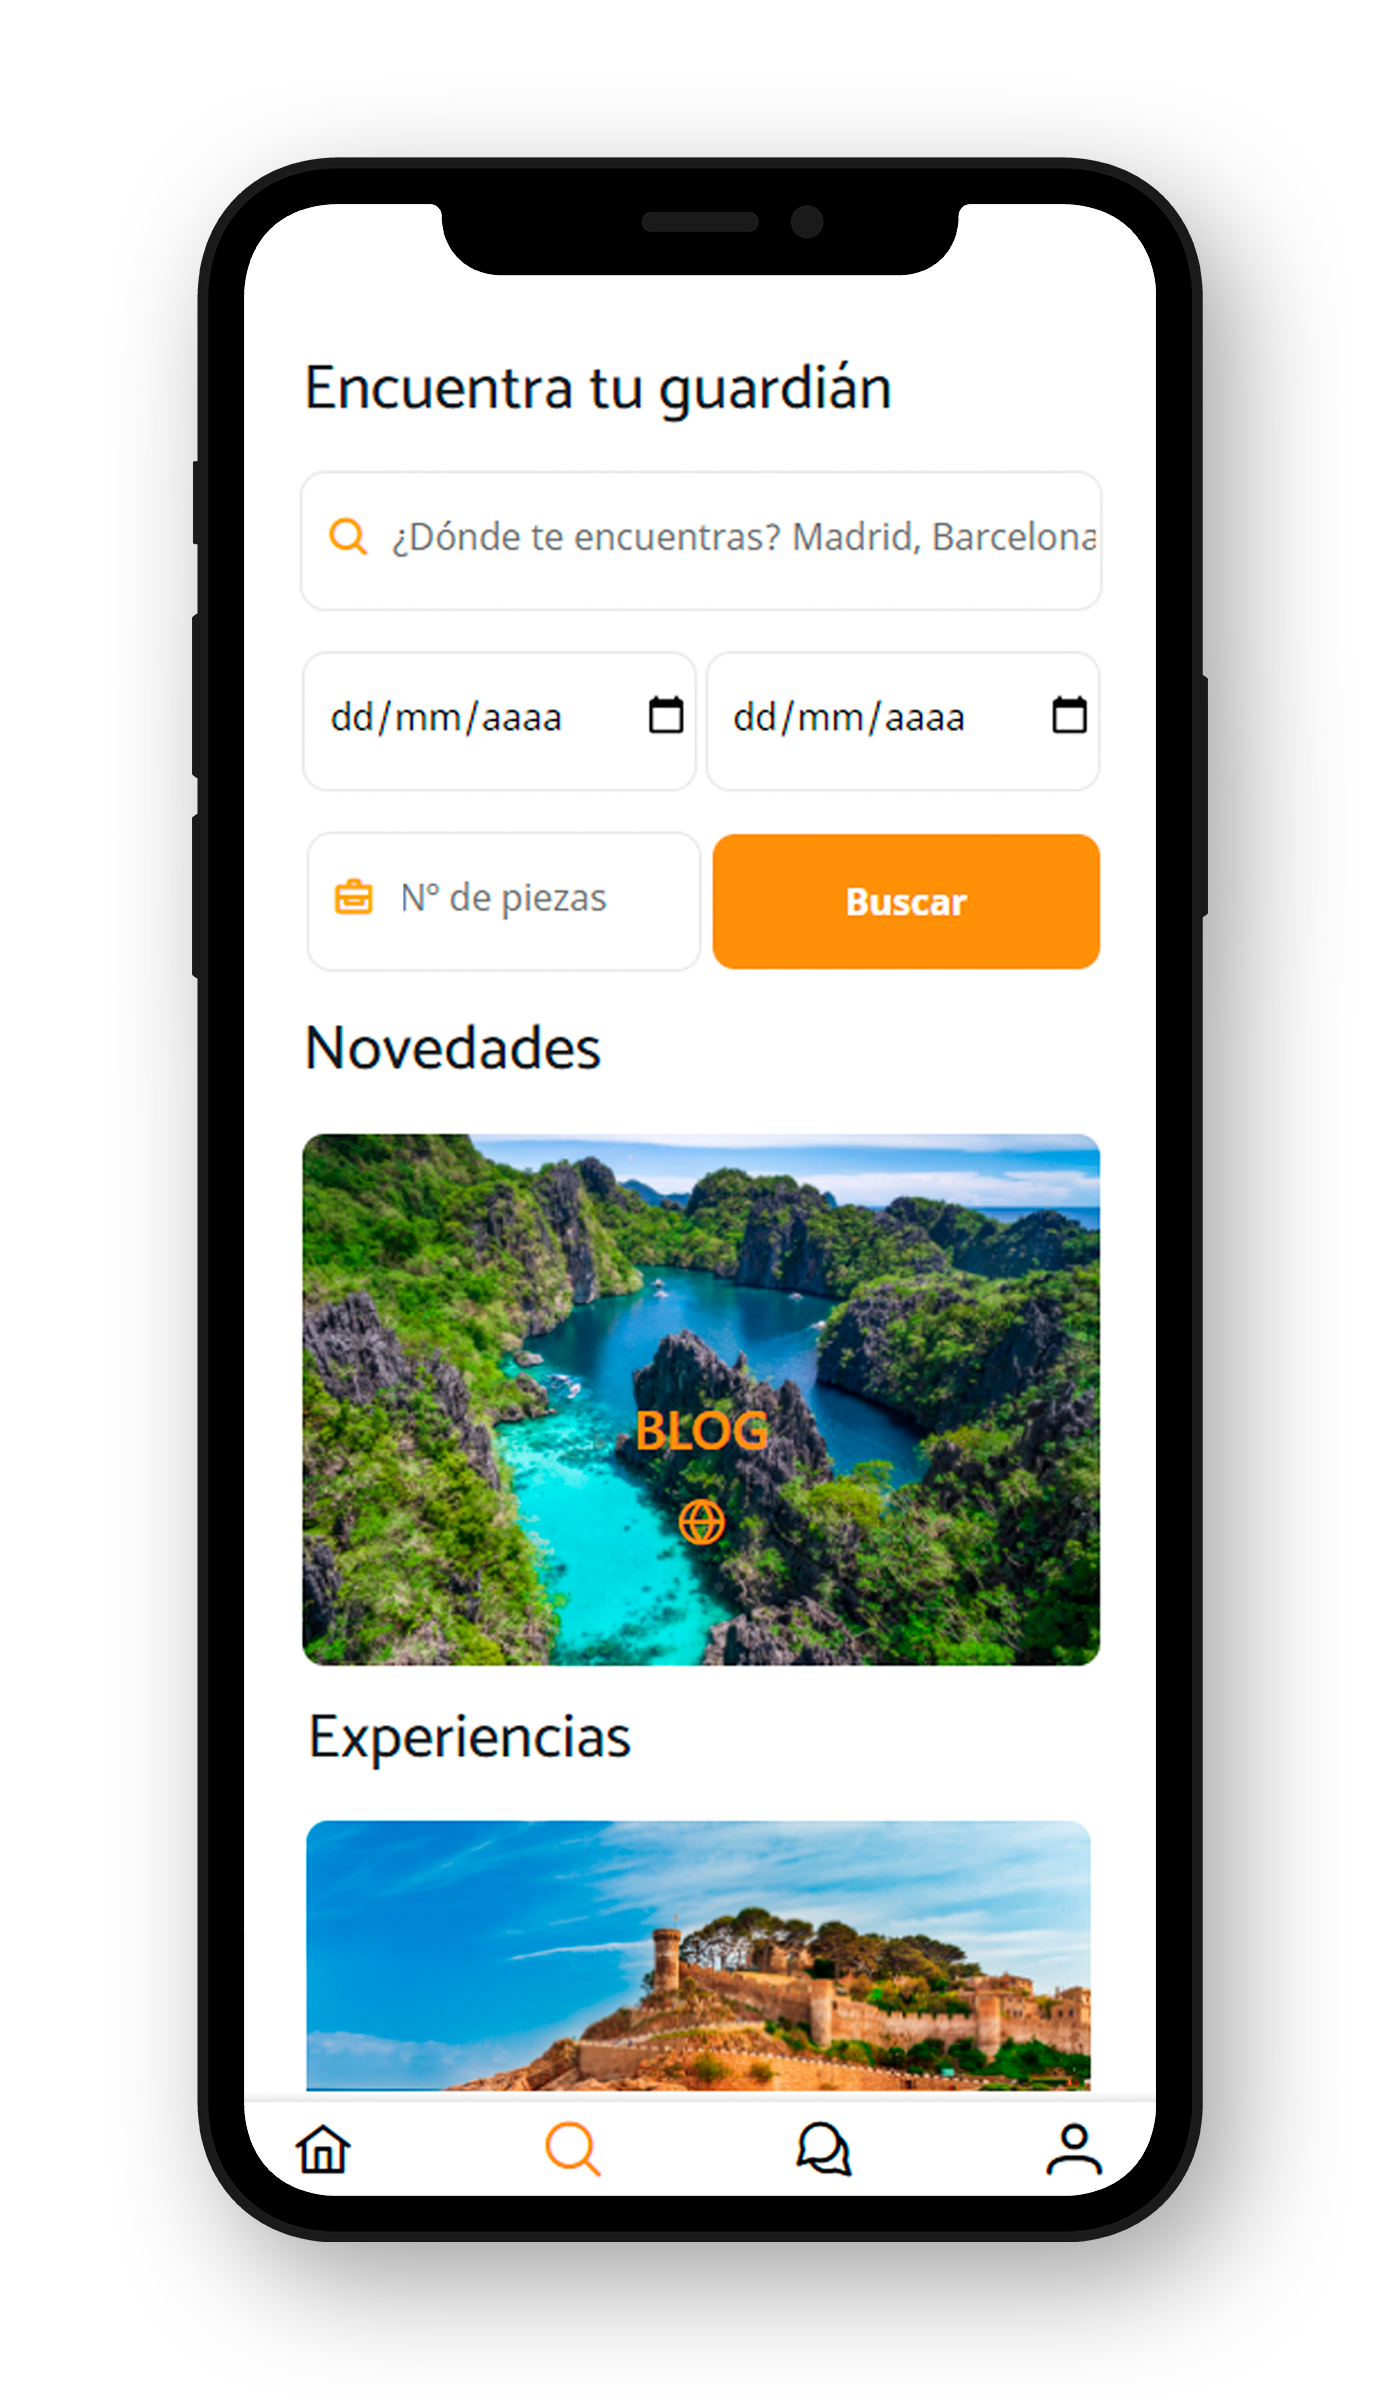 Encuentra tu guardián
¿Dónde te encuentras? Madrid, Barcelona
dd/mm/aaaa
dd/mm/aaaa
Nº de piezas
Buscar
Novedades
BLOG
Experiencias